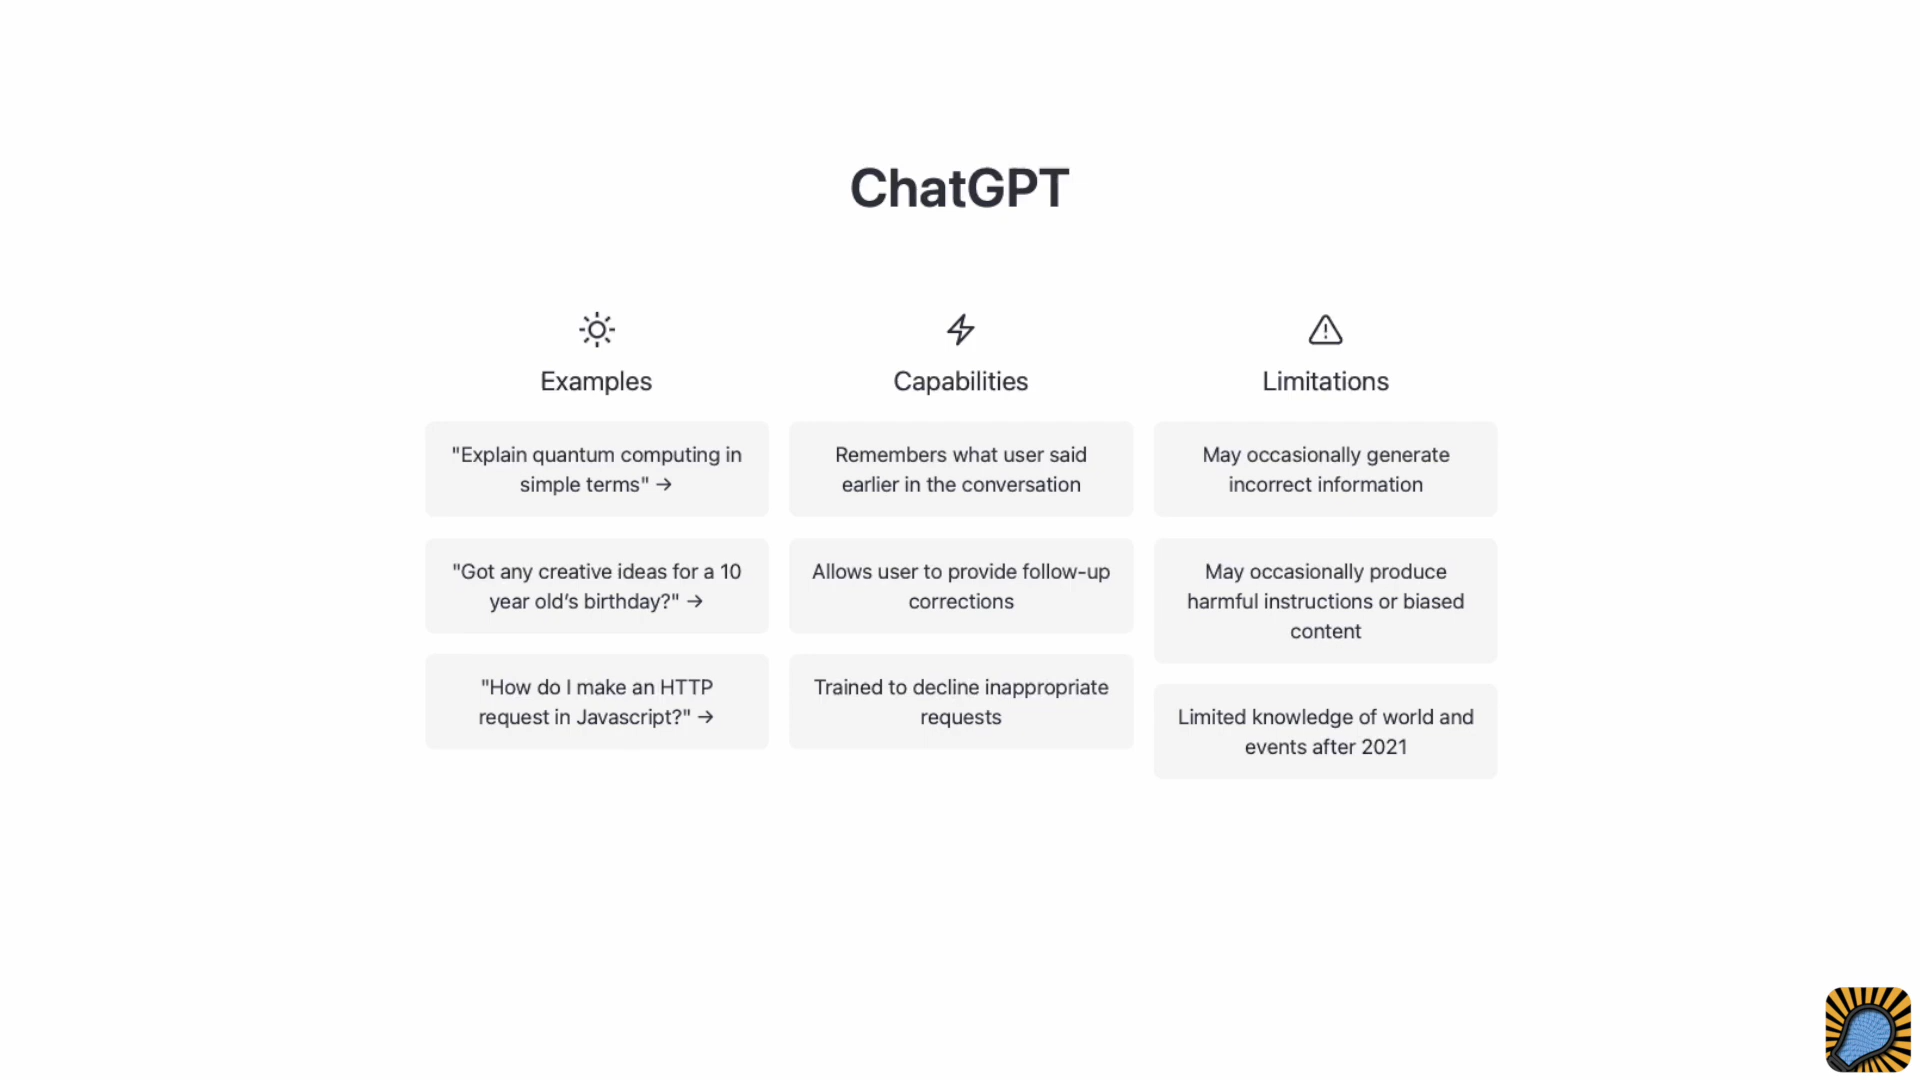 ChatGPT
Examples
"Explain quantum computing in
simple terms" →
"Got any creative ideas for a 10
year old’s birthday?" →
"How do I make an HTTP
request in Javascript?" →
Capabilities
Remembers what user said
earlier in the conversation
Allows user to provide follow-up
corrections
Trained to decline inappropriate
requests
Limitations
May occasionally generate
incorrect information
May occasionally produce
harmful instructions or biased
content
Limited knowledge of world and
events after 2021